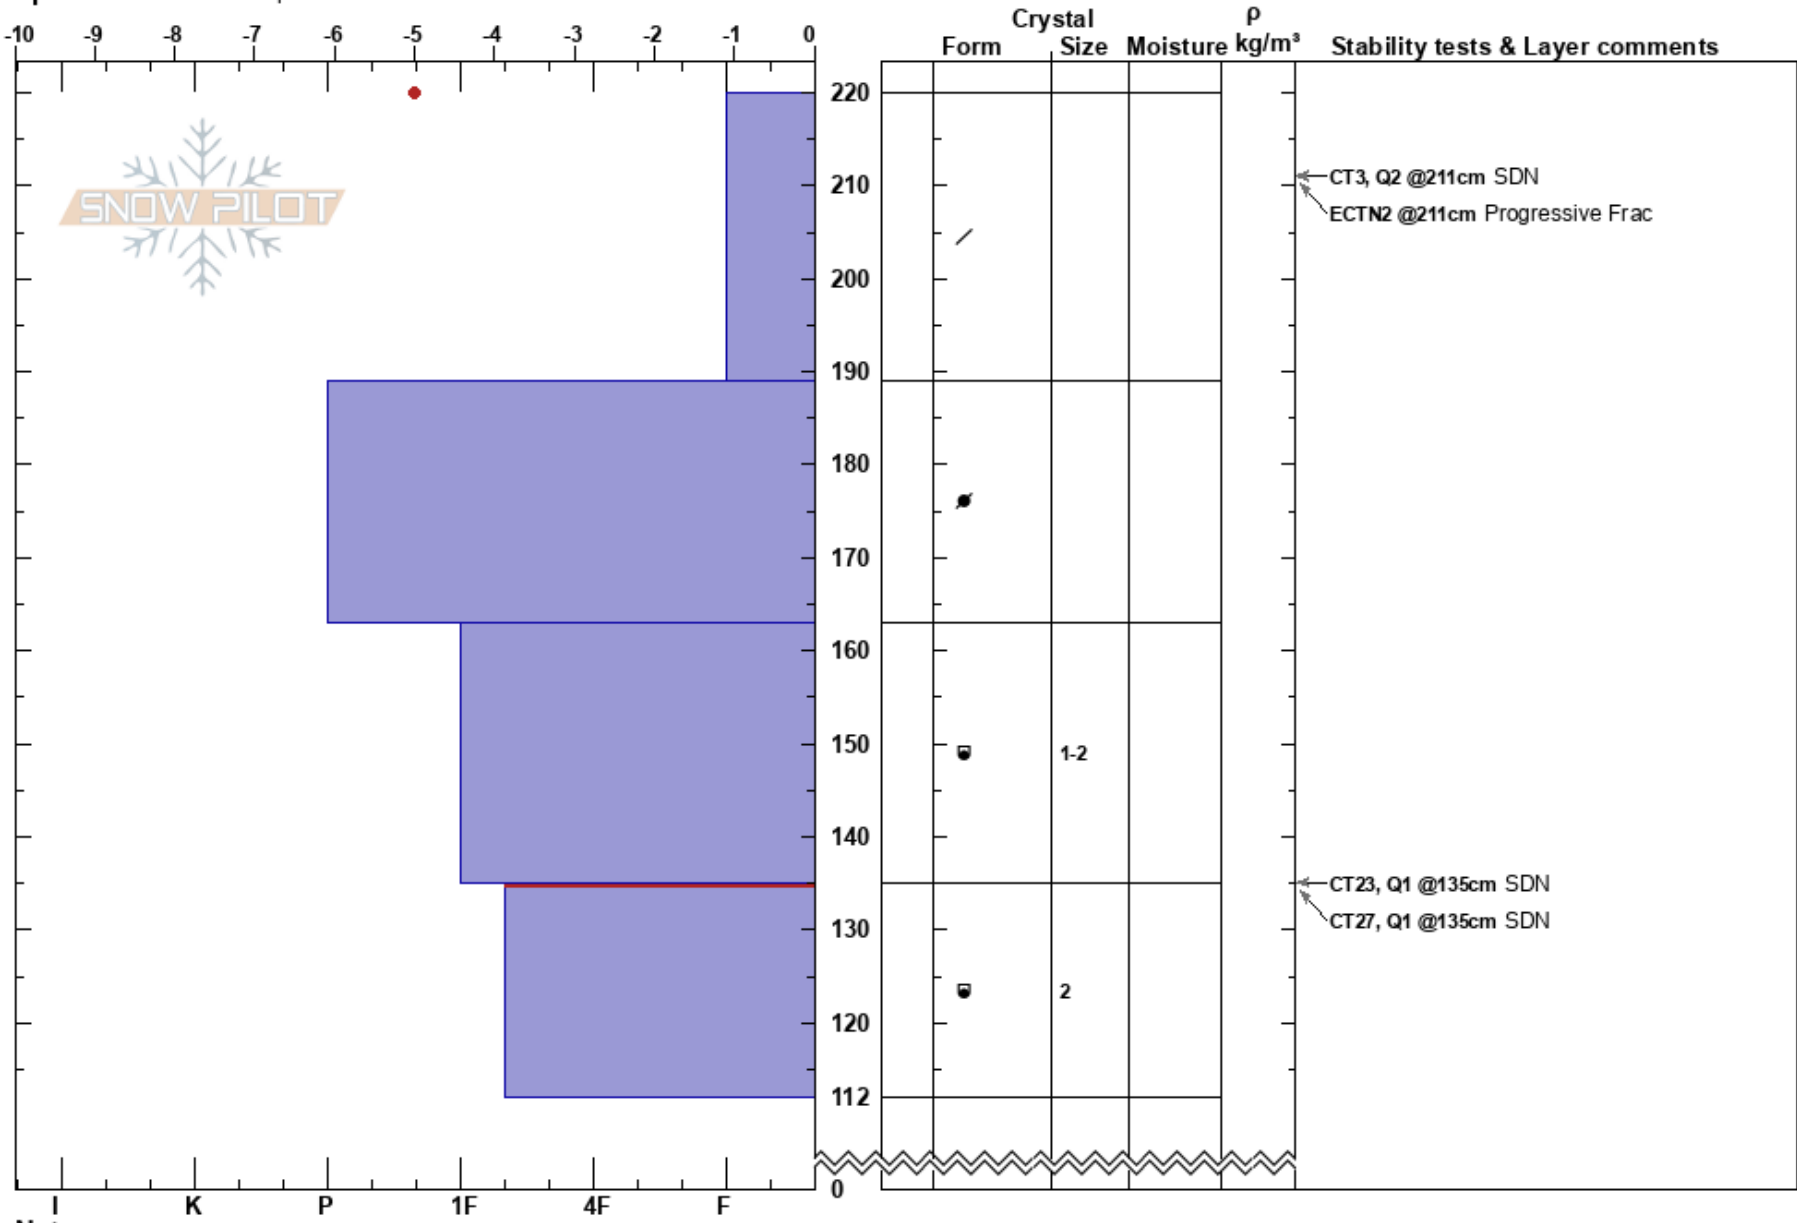 Crystal ρ
-10 -9 -8 -7 -6 -5 -4 -3 -2 -1 0 Form Size Moisture kg/m³ Stability tests & Layer comments
220
CT3, Q2 @211cm SDN
210
SNOW PILOT
ECTN2 @211cm Progressive Frac
200
190
180
170
160
150 1-2
140
CT23, Q1 @135cm SDN
130
CT27, Q1 @135cm SDN
2
120
112
0
I K P 1F 4F F